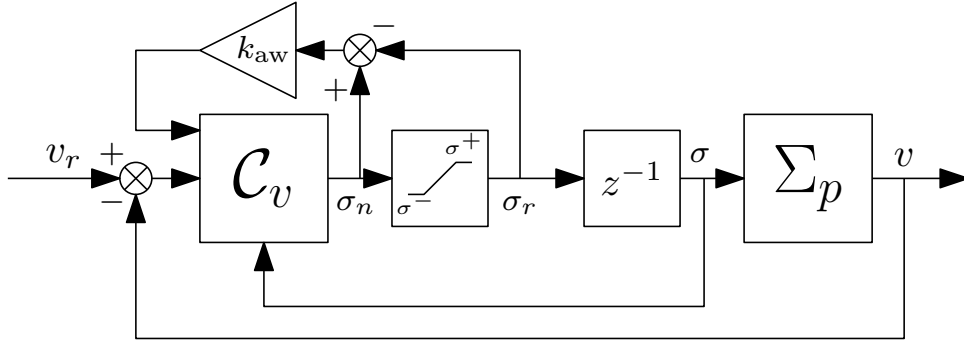 k_aw
−
+
v_r
+
−
C_v
σ_n
σ^−
σ^+
σ_r
z^{−1}
σ
Σ_p
v